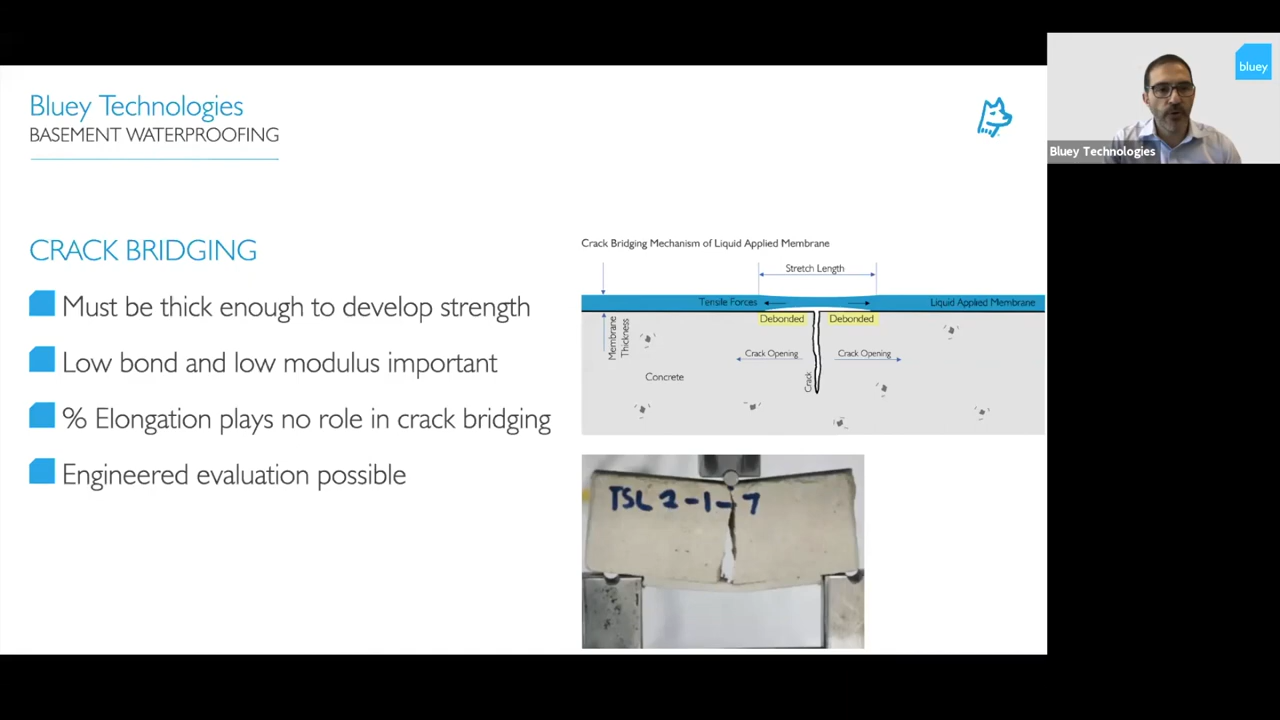 Bluey Technologies
BASEMENT WATERPROOFING
bluey
Bluey Technologies
CRACK BRIDGING
Must be thick enough to develop strength
Low bond and low modulus important
% Elongation plays no role in crack bridging
Engineered evaluation possible
Crack Bridging Mechanism of Liquid Applied Membrane
Stretch Length
Tensile Forces
Liquid Applied Membrane
Debonded
Debonded
Membrane
Thickness
Crack Opening
Crack Opening
Crack
Concrete
TSL 2-1-7